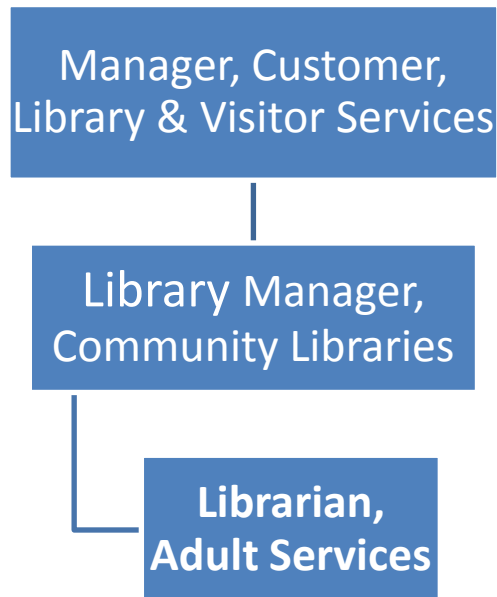 Manager, Customer,
Library & Visitor Services
Library Manager,
Community Libraries
Librarian,
Adult Services